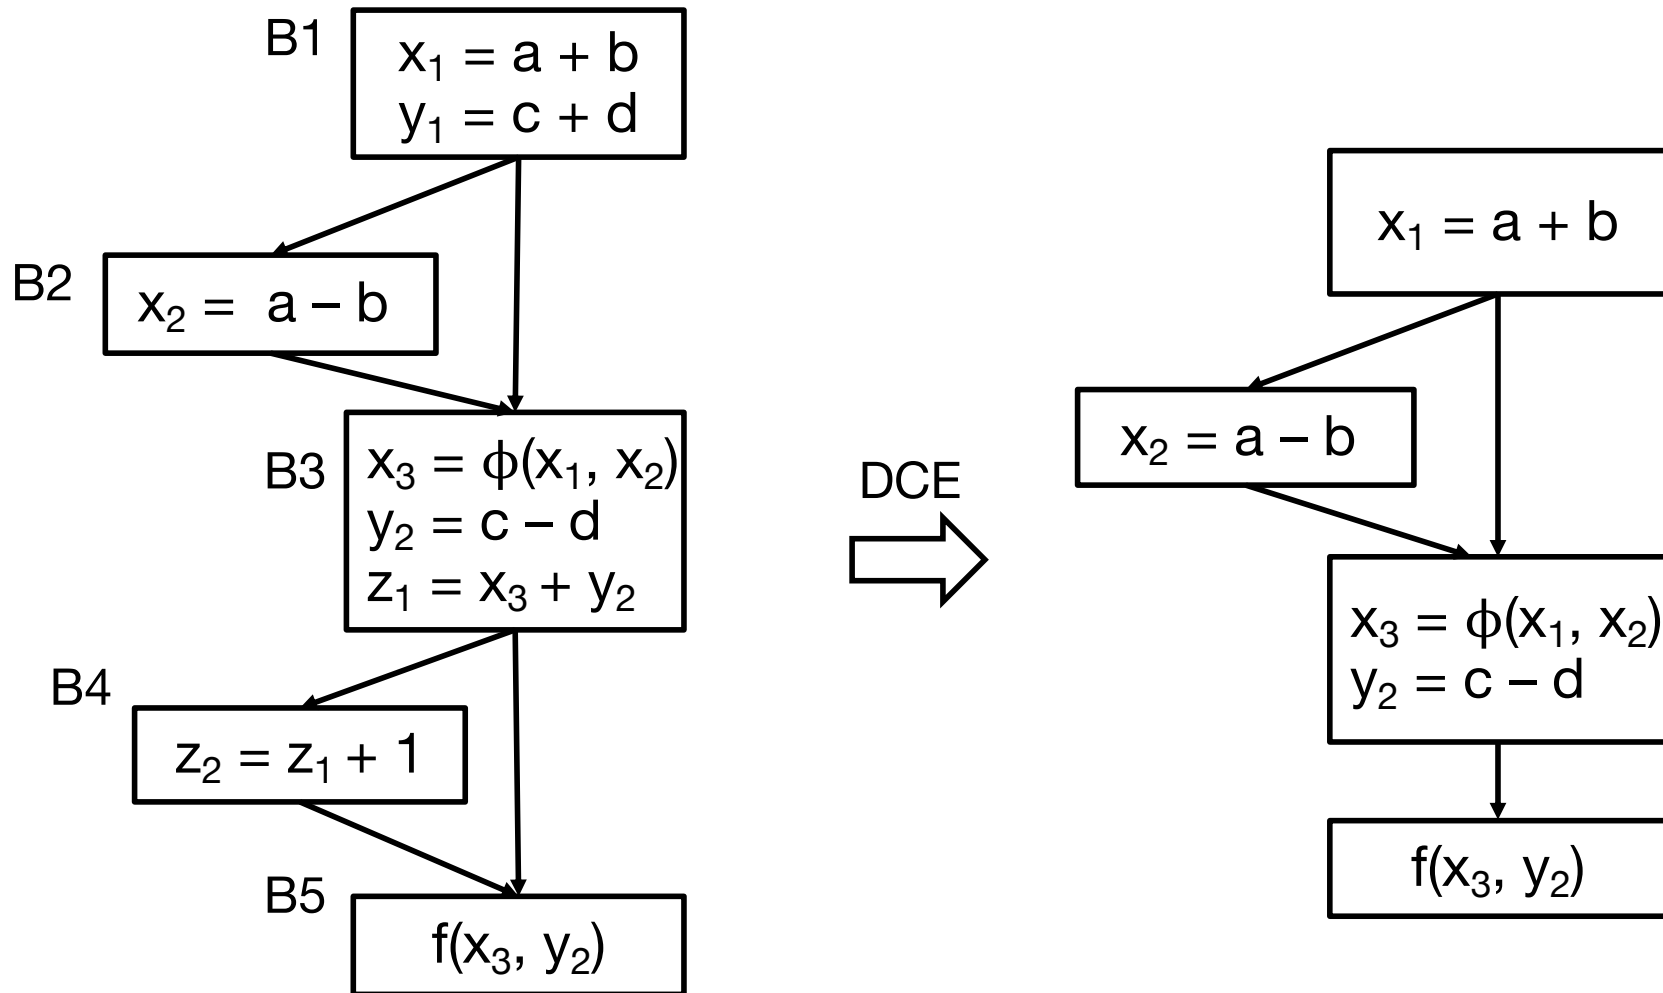 B1
x₁ = a + b
y₁ = c + d
B2
x₂ = a – b
B3
x₃ = ϕ(x₁, x₂)
y₂ = c – d
z₁ = x₃ + y₂
B4
z₂ = z₁ + 1
B5
f(x₃, y₂)
DCE
x₁ = a + b
x₂ = a – b
x₃ = ϕ(x₁, x₂)
y₂ = c – d
f(x₃, y₂)